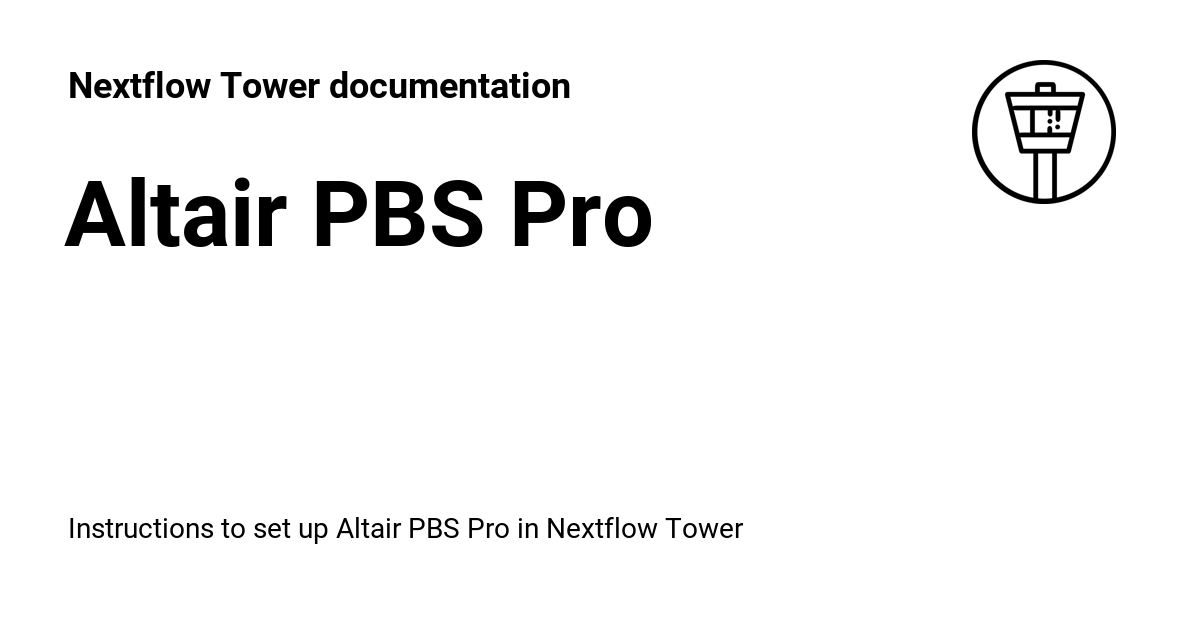 Nextflow Tower documentation
Altair PBS Pro
Instructions to set up Altair PBS Pro in Nextflow Tower